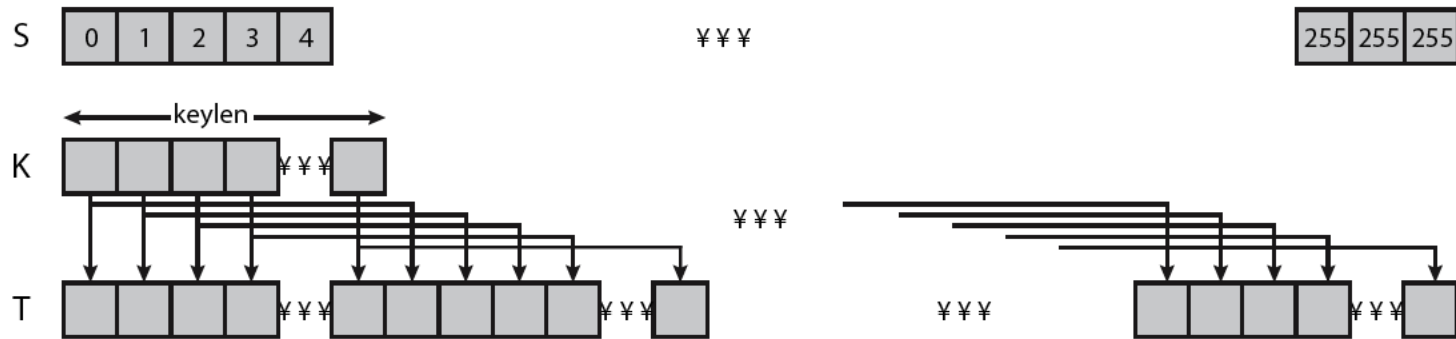 S 0 1 2 3 4 ¥ ¥ ¥ 255 255 255
keylen
K ¥ ¥ ¥
¥ ¥ ¥
T ¥ ¥ ¥ ¥ ¥ ¥ ¥ ¥ ¥ ¥ ¥ ¥